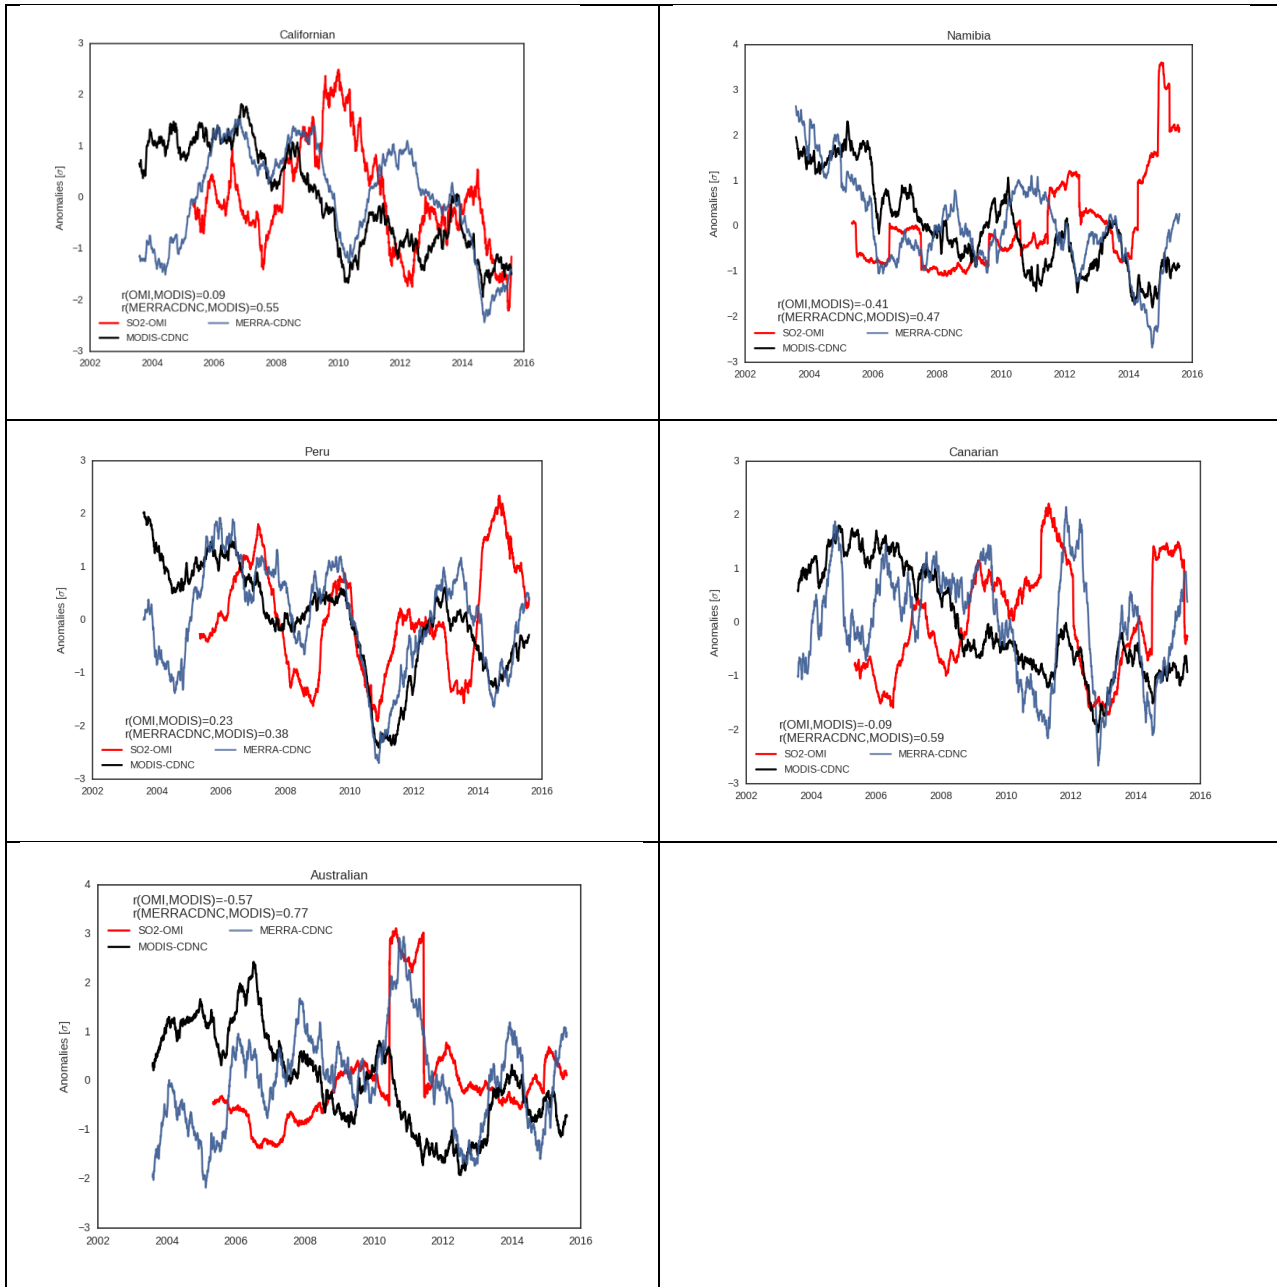 Californian
3
2
1
0
−1
−2
−3
Anomalies [σ]
r(OMI,MODIS)=0.09
r(MERRACDNC,MODIS)=0.55
SO2-OMI MERRA-CDNC
MODIS-CDNC
2002 2004 2006 2008 2010 2012 2014 2016
Namibia
4
3
2
1
0
−1
−2
−3
Anomalies [σ]
r(OMI,MODIS)=-0.41
r(MERRACDNC,MODIS)=0.47
SO2-OMI MERRA-CDNC
MODIS-CDNC
2002 2004 2006 2008 2010 2012 2014 2016
Peru
3
2
1
0
−1
−2
−3
Anomalies [σ]
r(OMI,MODIS)=0.23
r(MERRACDNC,MODIS)=0.38
SO2-OMI MERRA-CDNC
MODIS-CDNC
2002 2004 2006 2008 2010 2012 2014 2016
Canarian
3
2
1
0
−1
−2
−3
Anomalies [σ]
r(OMI,MODIS)=-0.09
r(MERRACDNC,MODIS)=0.59
SO2-OMI MERRA-CDNC
MODIS-CDNC
2002 2004 2006 2008 2010 2012 2014 2016
Australian
4
3
2
1
0
−1
−2
−3
Anomalies [σ]
r(OMI,MODIS)=-0.57
r(MERRACDNC,MODIS)=0.77
SO2-OMI MERRA-CDNC
MODIS-CDNC
2002 2004 2006 2008 2010 2012 2014 2016